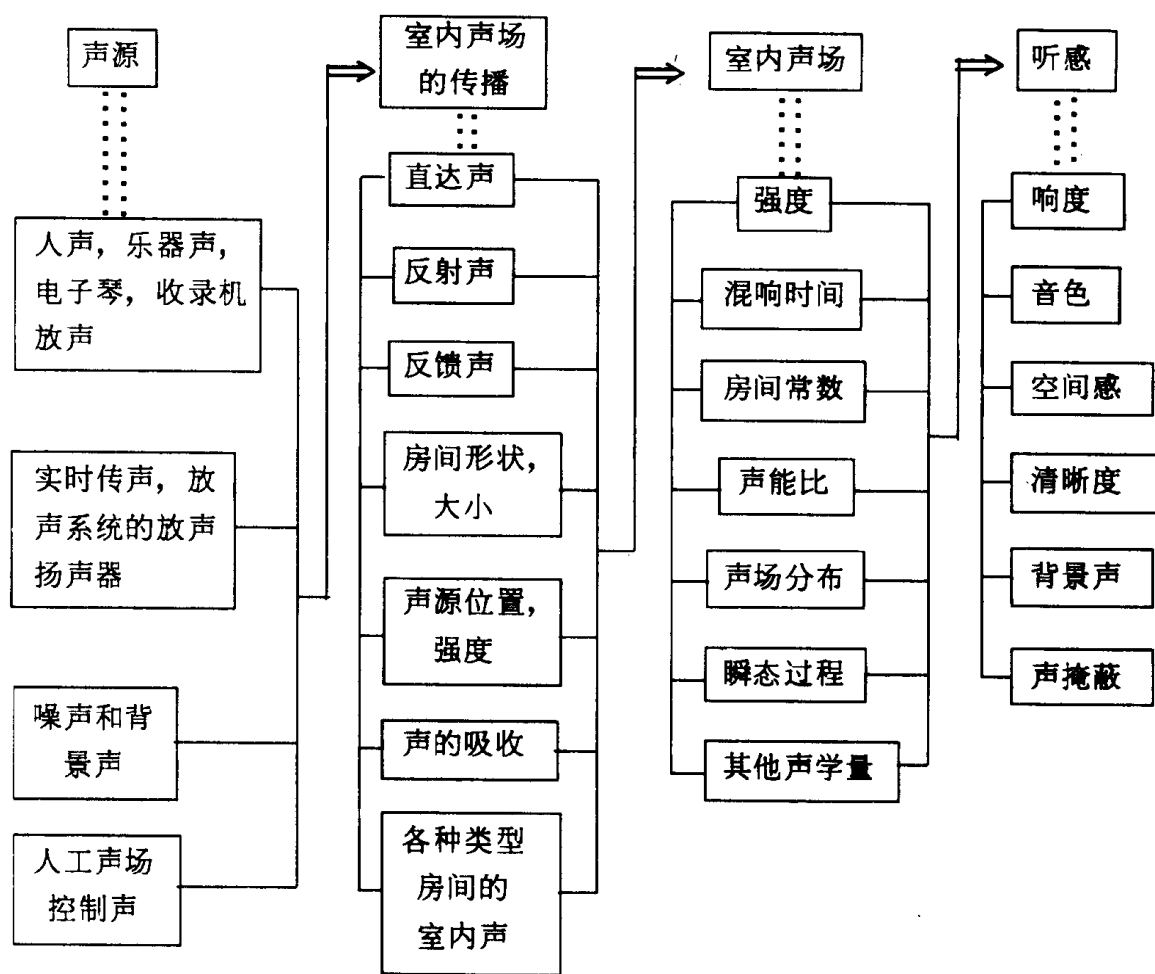 声源
人声，乐器声，
电子琴，收录机
放声
实时传声，放
声系统的放声
扬声器
噪声和背
景声
人工声场
控制声
室内声场
的传播
直达声
反射声
反馈声
房间形状，
大小
声源位置，
强度
声的吸收
各种类型
房间的
室内声
室内声场
强度
混响时间
房间常数
声能比
声场分布
瞬态过程
其他声学量
听感
响度
音色
空间感
清晰度
背景声
声掩蔽